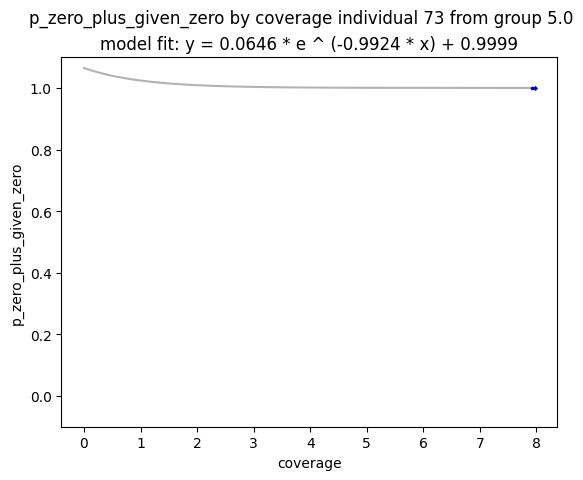 p_zero_plus_given_zero by coverage individual 73 from group 5.0
model fit: y = 0.0646 * e ^ (-0.9924 * x) + 0.9999
p_zero_plus_given_zero
1.0
0.8
0.6
0.4
0.2
0.0
0 1 2 3 4 5 6 7 8
coverage